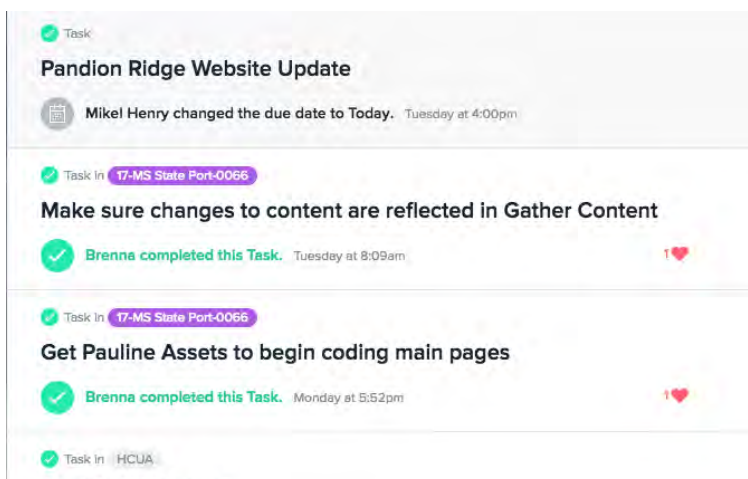 Task
Pandion Ridge Website Update
Mikel Henry changed the due date to Today. Tuesday at 4:00pm
Task in 17-MS State Port-0066
Make sure changes to content are reflected in Gather Content
Brenna completed this Task. Tuesday at 8:09am 1
Task in 17-MS State Port-0066
Get Pauline Assets to begin coding main pages
Brenna completed this Task. Monday at 5:52pm 1
Task in HCUA